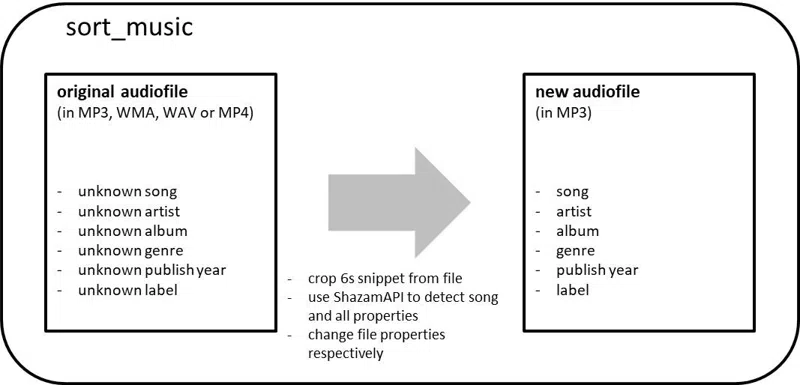 sort_music
original audiofile
(in MP3, WMA, WAV or MP4)
- unknown song
- unknown artist
- unknown album
- unknown genre
- unknown publish year
- unknown label
- crop 6s snippet from file
- use ShazamAPI to detect song
and all properties
- change file properties
respectively
new audiofile
(in MP3)
- song
- artist
- album
- genre
- publish year
- label